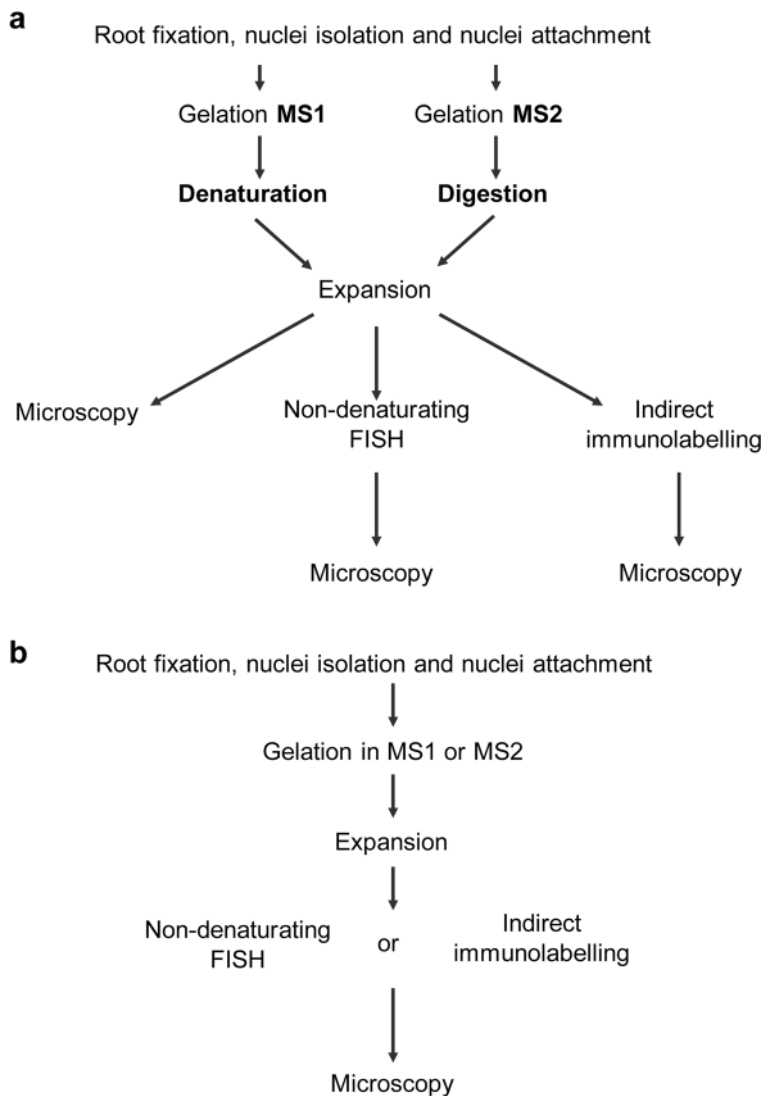 a
Root fixation, nuclei isolation and nuclei attachment
Gelation MS1
Gelation MS2
Denaturation
Digestion
Expansion
Microscopy
Non-denaturating
FISH
Indirect
immunolabelling
Microscopy
Microscopy
b
Root fixation, nuclei isolation and nuclei attachment
Gelation in MS1 or MS2
Expansion
Non-denaturating
FISH
or
Indirect
immunolabelling
Microscopy